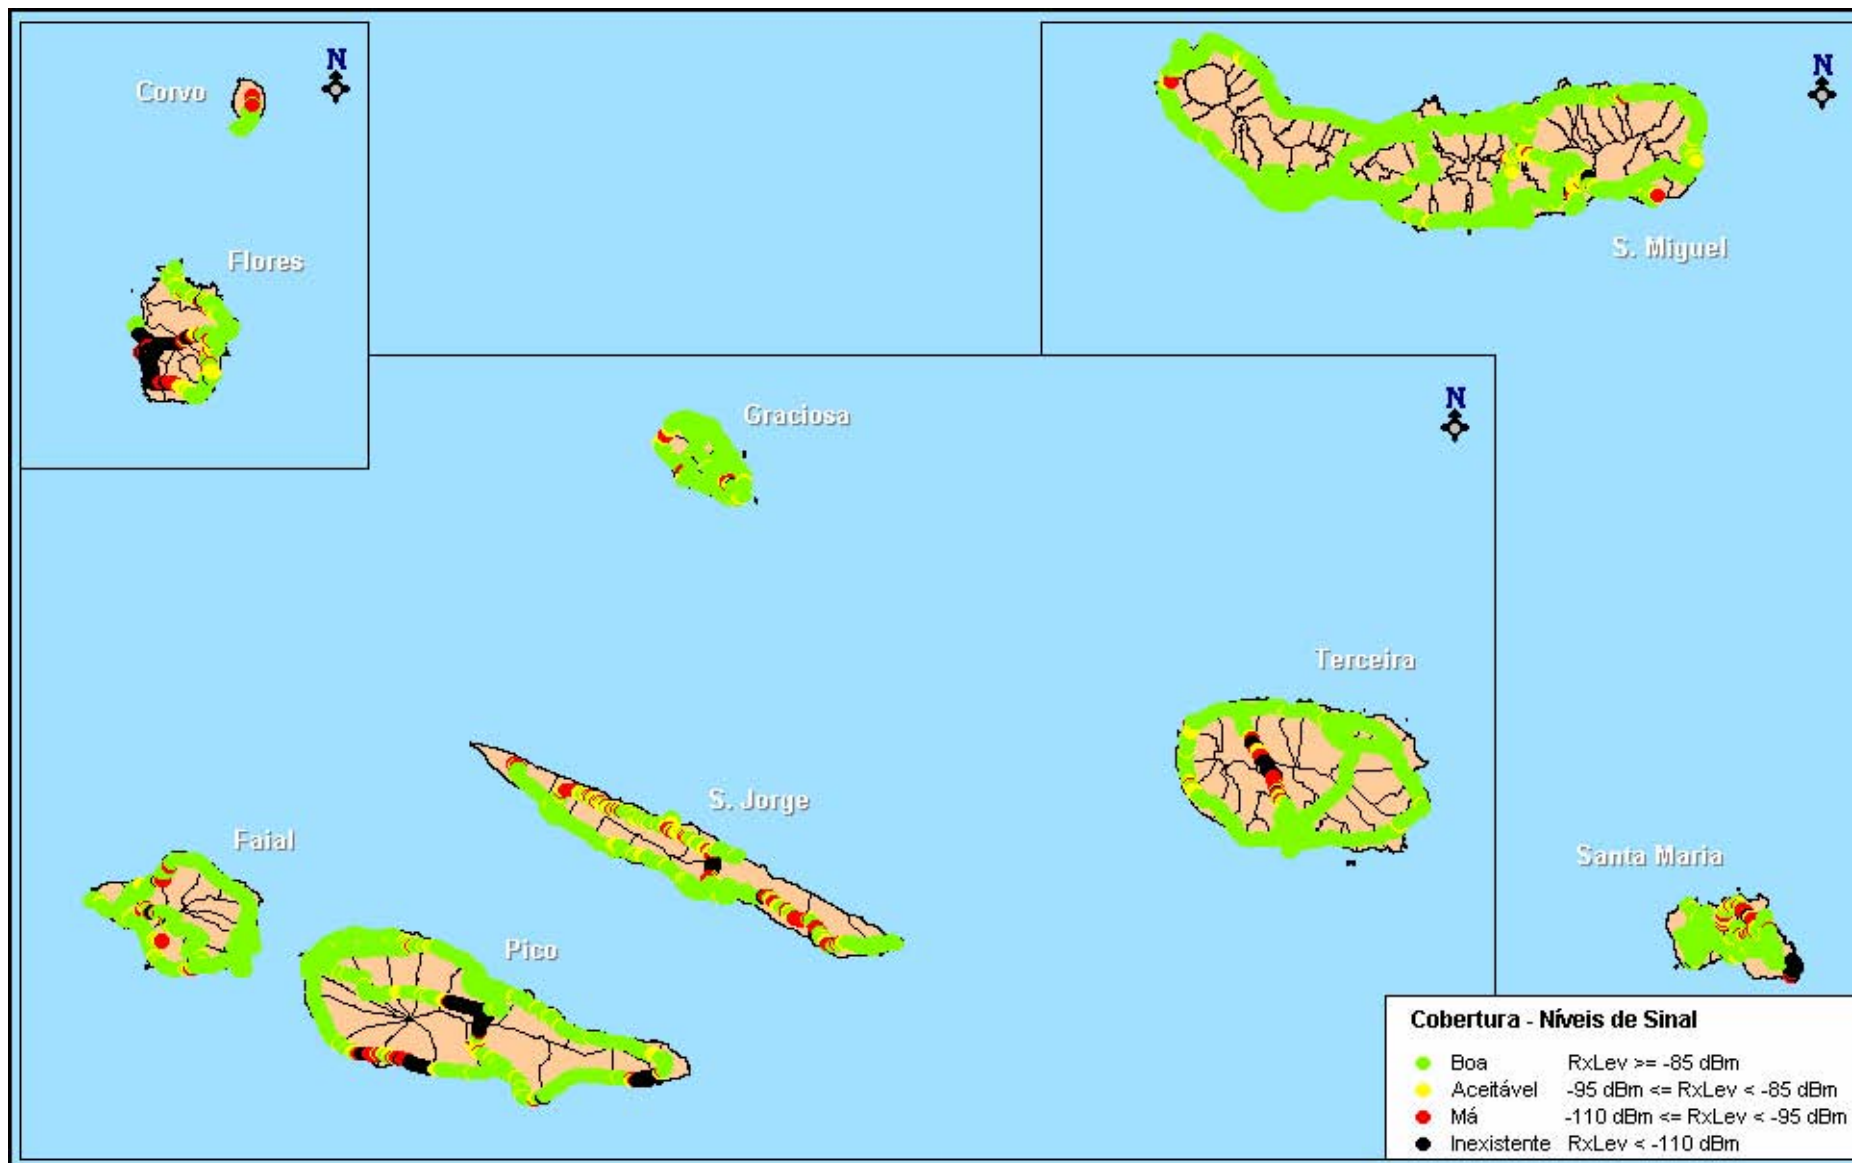 N
Corvo
Flores
N
S. Miguel
Graciosa
N
Terceira
S. Jorge
Faial
Pico
Santa Maria
Cobertura - Níveis de Sinal
Boa RxLev >= -85 dBm
Aceitável -95 dBm <= RxLev < -85 dBm
Má -110 dBm <= RxLev < -95 dBm
Inexistente RxLev < -110 dBm